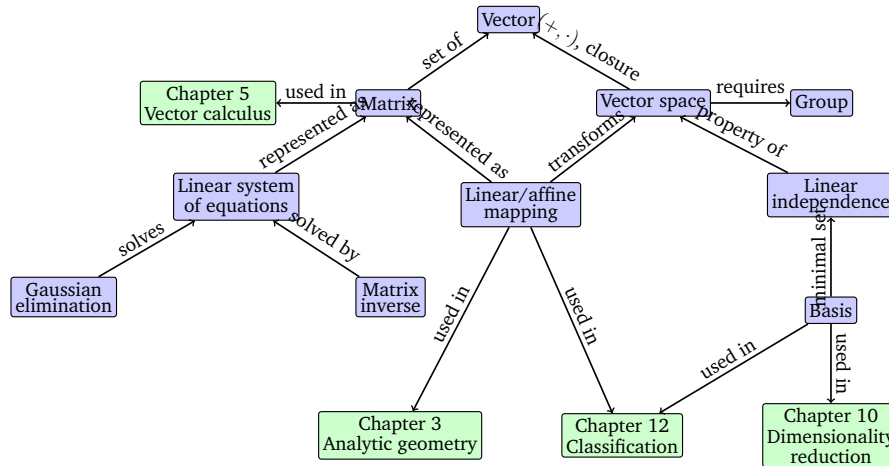 Vector
set of
(+, ·), closure
Chapter 5
Vector calculus
used in
Matrix
Vector space
requires
Group
represented as
represented as
transforms
property of
Linear system
of equations
Linear/affine
mapping
Linear
independence
solves
solved by
minimal set
Gaussian
elimination
Matrix
inverse
Basis
used in
used in
used in
used in
Chapter 3
Analytic geometry
Chapter 12
Classification
Chapter 10
Dimensionality
reduction